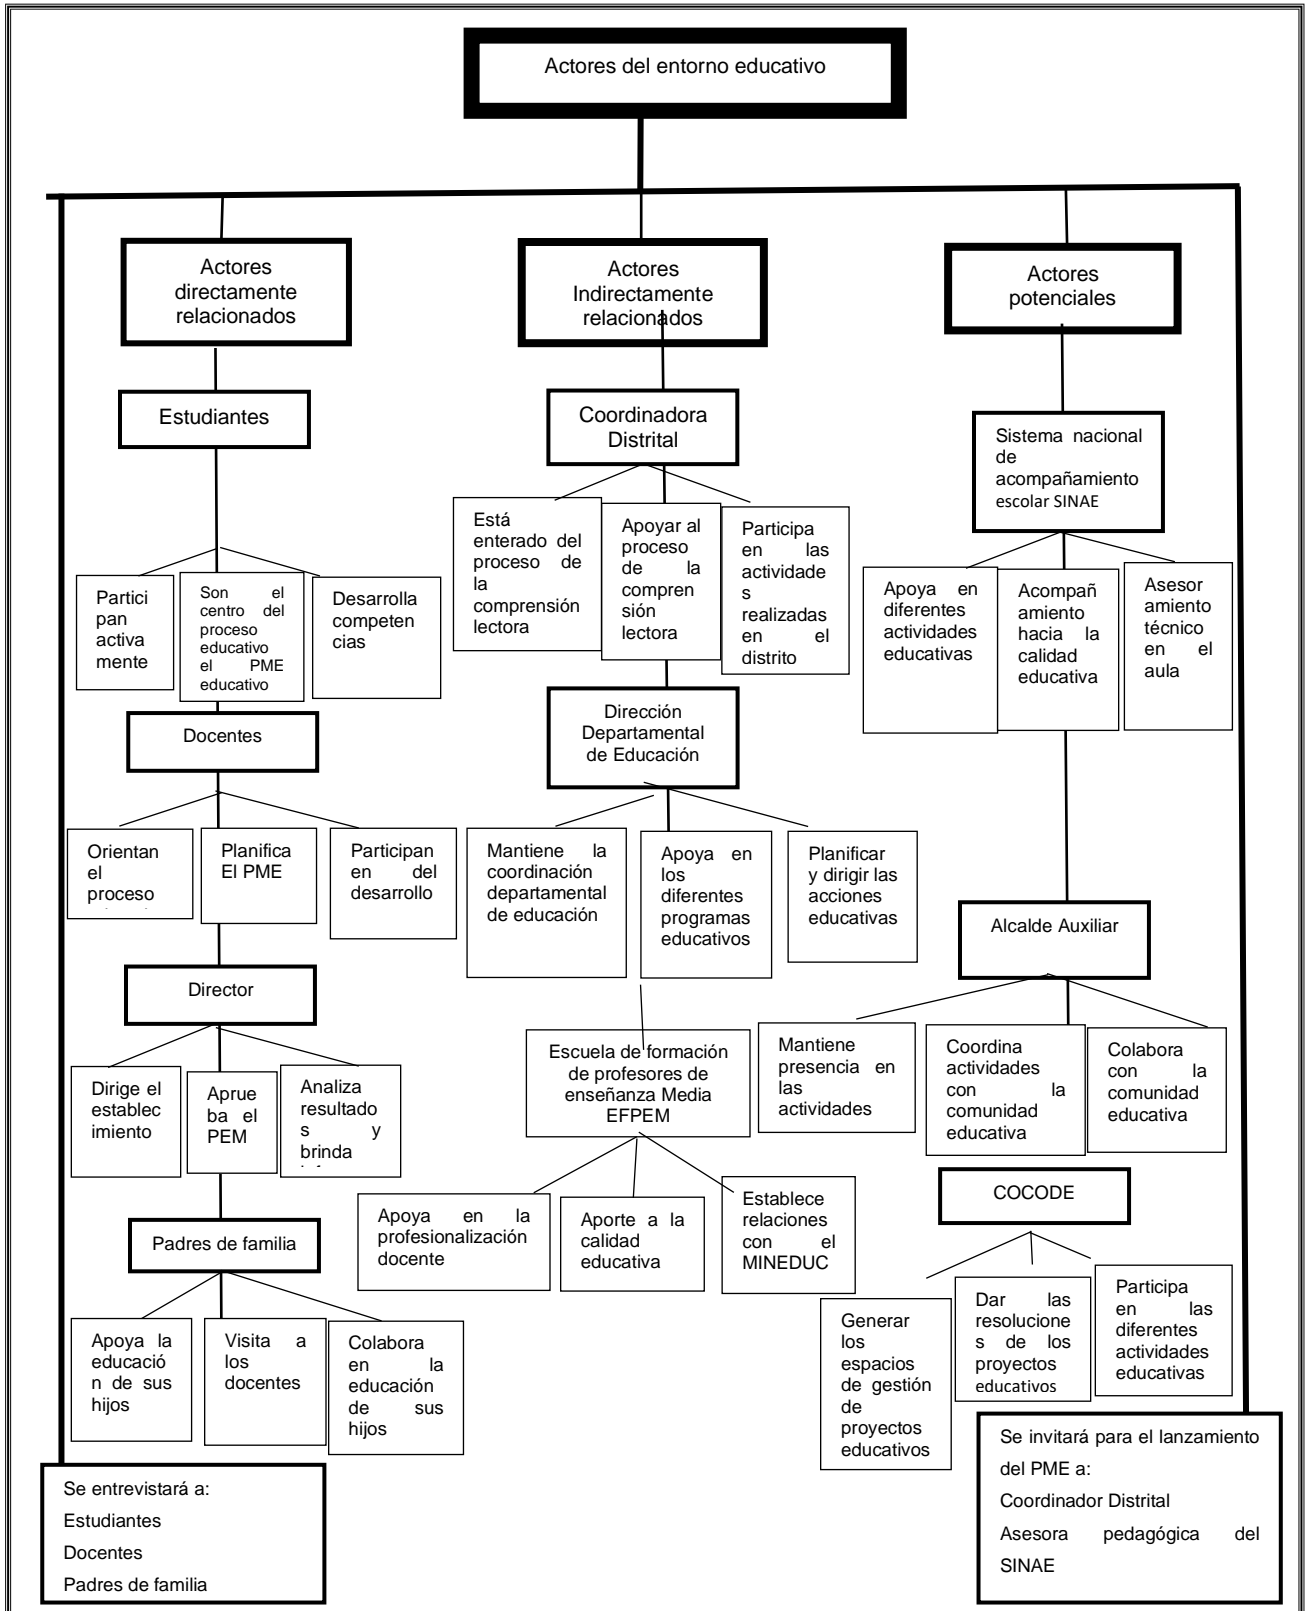 Actores del entorno educativo
Actores
directamente
relacionados
Estudiantes
Partici
pan activa
mente
Son el
centro del
proceso
educativo
el PME
educativo
Desarrolla
competen
cias
Docentes
Orientan
el
proceso
Planifica
El PME
Participan
en del
desarrollo
Director
Dirige el
establec
imiento
Aprue
ba el
PEM
Analiza
resultado
s y
brinda
Padres de familia
Apoya la
educació
n de sus
hijos
Visita a
los
docentes
Colabora
en la
educación
de sus
hijos
Se entrevistará a:
Estudiantes
Docentes
Padres de familia
Actores
Indirectamente
relacionados
Coordinadora
Distrital
Está
enterado del
proceso de
la
comprensión
lectora
Apoyar al
proceso
de la
compren
sión
lectora
Participa
en las
actividade
s
realizadas
en el
distrito
Dirección
Departamental
de Educación
Mantiene la
coordinación
departamental
de educación
Apoya en
los
diferentes
programas
educativos
Planificar
y dirigir las
acciones
educativas
Escuela de formación
de profesores de
enseñanza Media
EFPEM
Apoya en la
profesionalización
docente
Aporte a la
calidad
educativa
Establece
relaciones
con el
MINEDUC
Actores
potenciales
Sistema nacional
de
acompañamiento
escolar SINAE
Apoya en
diferentes
actividades
educativas
Acompañ
amiento
hacia la
calidad
educativa
Asesor
amiento
técnico
en el
aula
Alcalde Auxiliar
Mantiene
presencia en
las
actividades
Coordina
actividades
con la
comunidad
educativa
Colabora
con la
comunidad
educativa
COCODE
Generar
los
espacios
de gestión
de
proyectos
educativos
Dar las
resolucione
s de los
proyectos
educativos
Participa
en las
diferentes
actividades
educativas
Se invitará para el lanzamiento
del PME a:
Coordinador Distrital
Asesora pedagógica del
SINAE